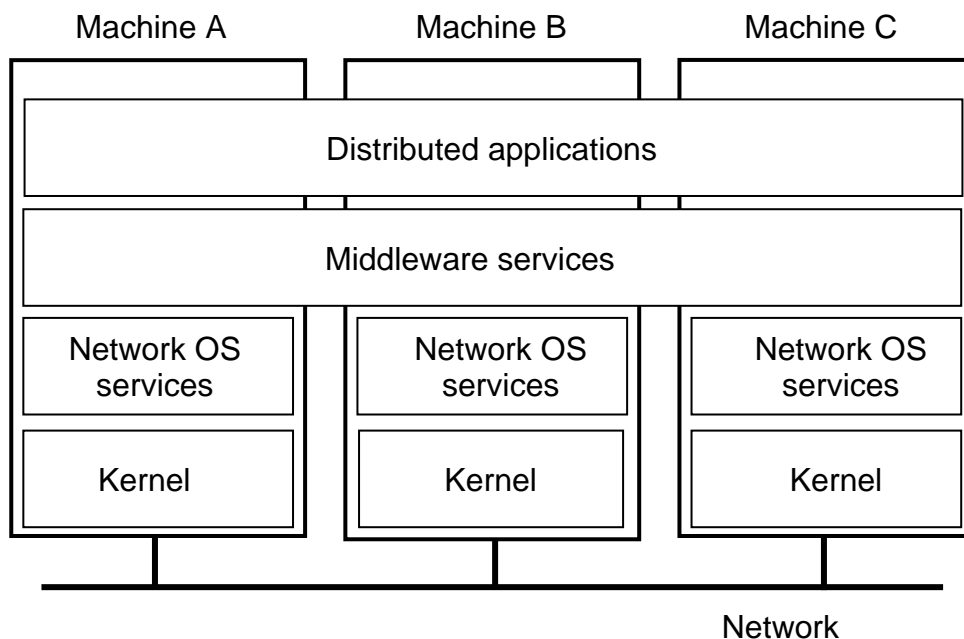 Machine A
Machine B
Machine C
Distributed applications
Middleware services
Network OS
services
Network OS
services
Network OS
services
Kernel
Kernel
Kernel
Network